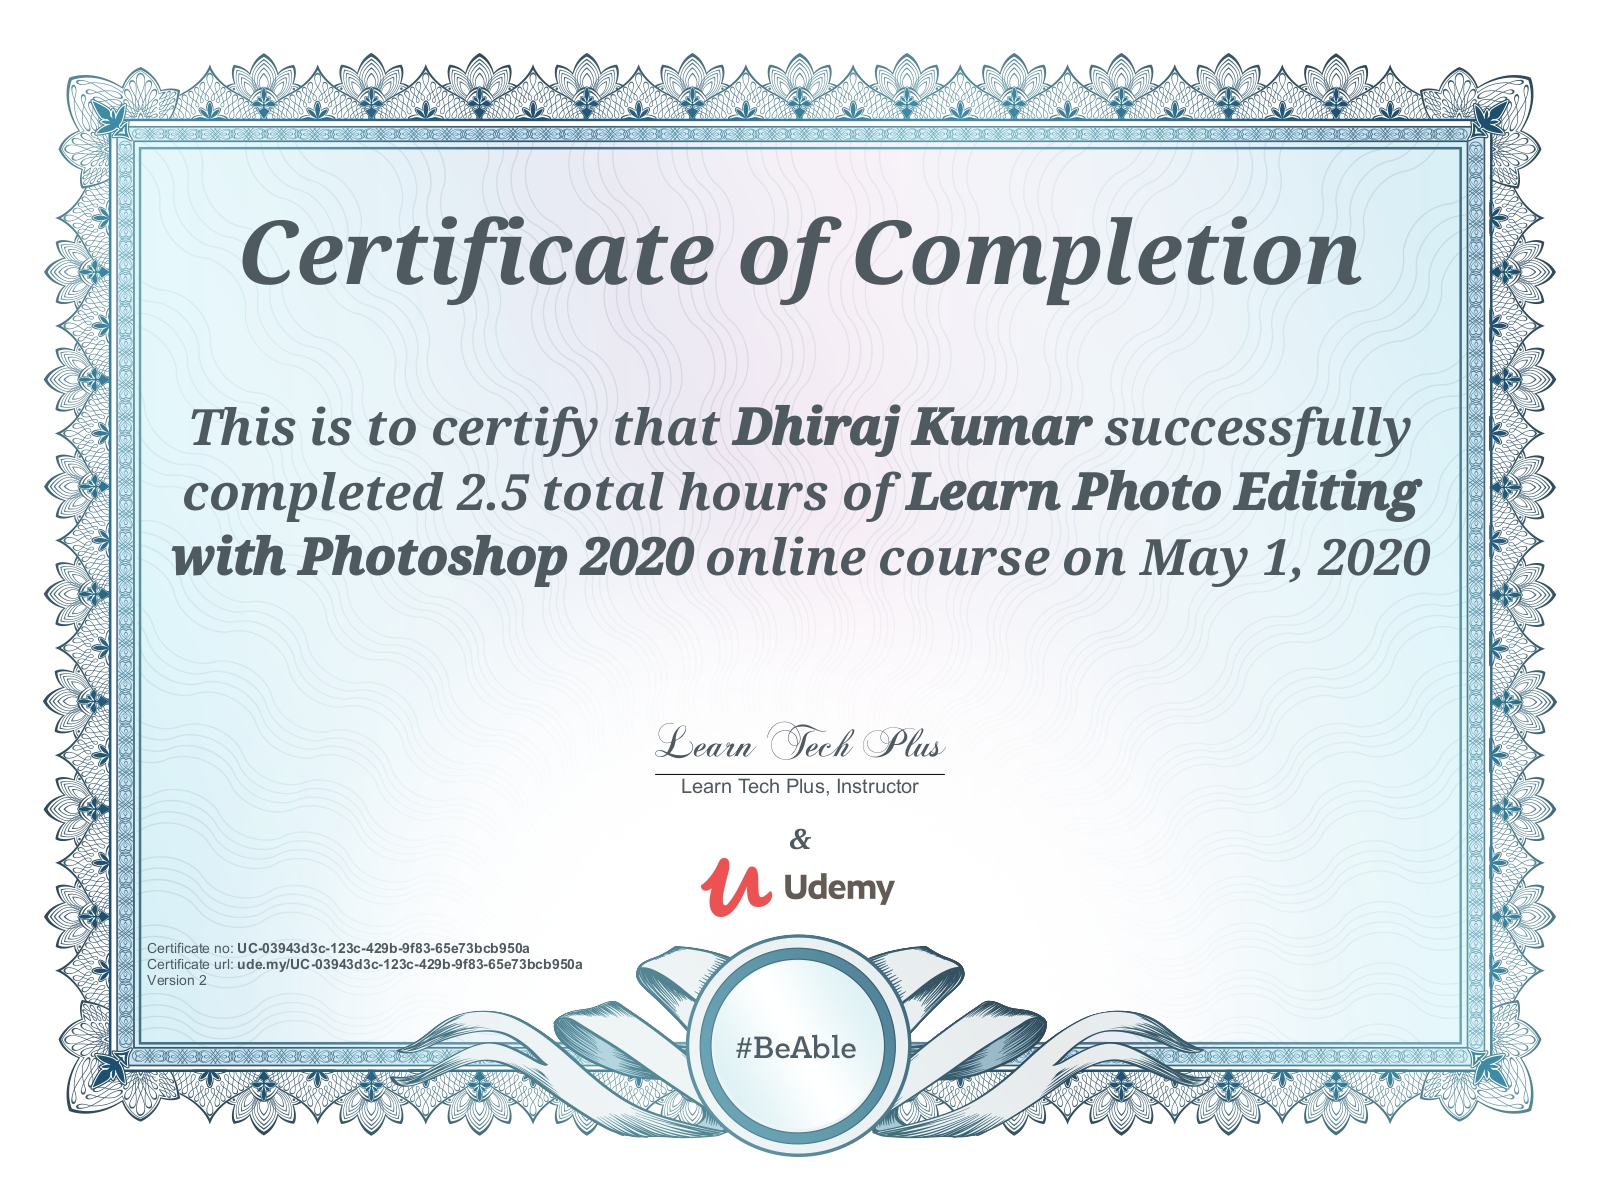 Certificate of Completion
This is to certify that Dhiraj Kumar successfully
completed 2.5 total hours of Learn Photo Editing
with Photoshop 2020 online course on May 1, 2020
Learn Tech Plus
Learn Tech Plus, Instructor
&
Udemy
Certificate no: UC-03943d3c-123c-429b-9f83-65e73bcb950a
Certificate url: ude.my/UC-03943d3c-123c-429b-9f83-65e73bcb950a
Version 2
#BeAble